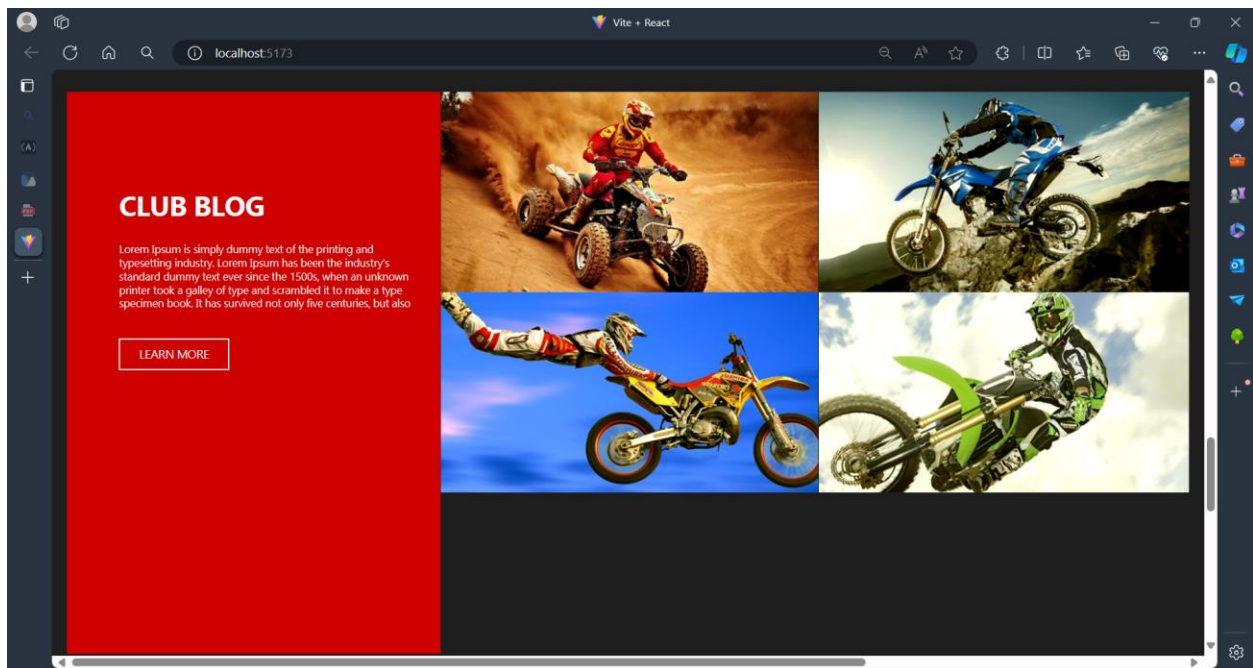 Vite + React
localhost:5173
CLUB BLOG
Lorem Ipsum is simply dummy text of the printing and
typesetting industry. Lorem Ipsum has been the industry's
standard dummy text ever since the 1500s, when an unknown
printer took a galley of type and scrambled it to make a type
specimen book. It has survived not only five centuries, but also
LEARN MORE